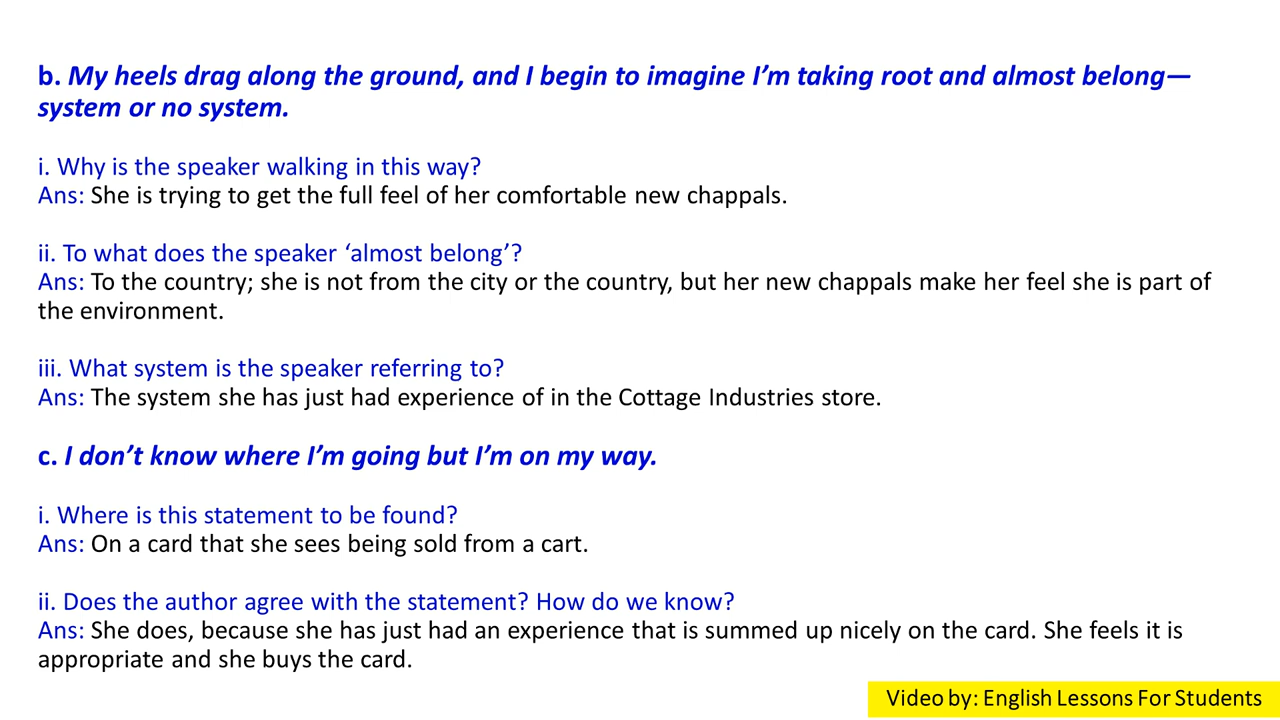 b. My heels drag along the ground, and I begin to imagine I’m taking root and almost belong—
system or no system.
i. Why is the speaker walking in this way?
Ans: She is trying to get the full feel of her comfortable new chappals.
ii. To what does the speaker ‘almost belong’?
Ans: To the country; she is not from the city or the country, but her new chappals make her feel she is part of
the environment.
iii. What system is the speaker referring to?
Ans: The system she has just had experience of in the Cottage Industries store.
c. I don’t know where I’m going but I’m on my way.
i. Where is this statement to be found?
Ans: On a card that she sees being sold from a cart.
ii. Does the author agree with the statement? How do we know?
Ans: She does, because she has just had an experience that is summed up nicely on the card. She feels it is
appropriate and she buys the card.
Video by: English Lessons For Students